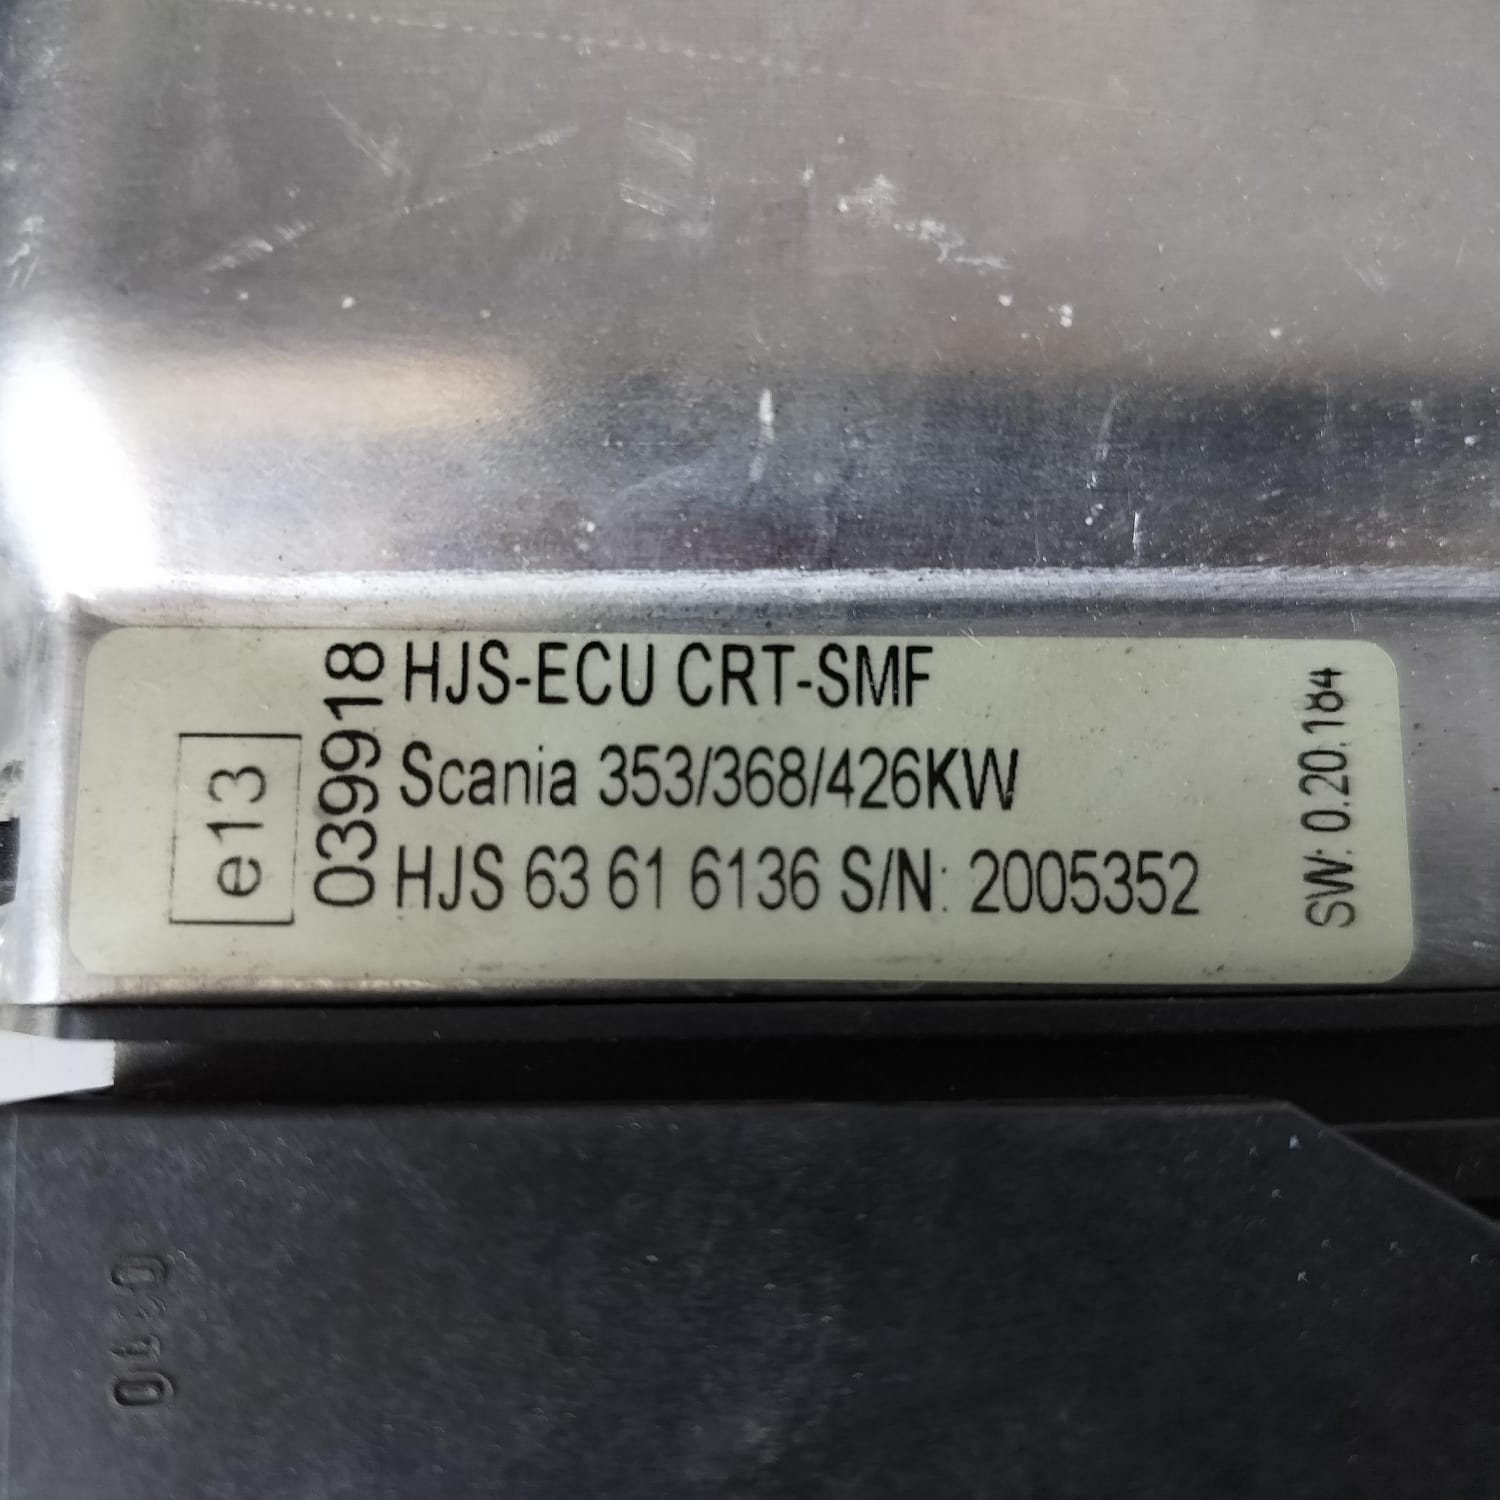 e13
039918
HJS-ECU CRT-SMF
Scania 353/368/426KW
HJS 63 61 6136 S/N: 2005352
SW: 0.20.184